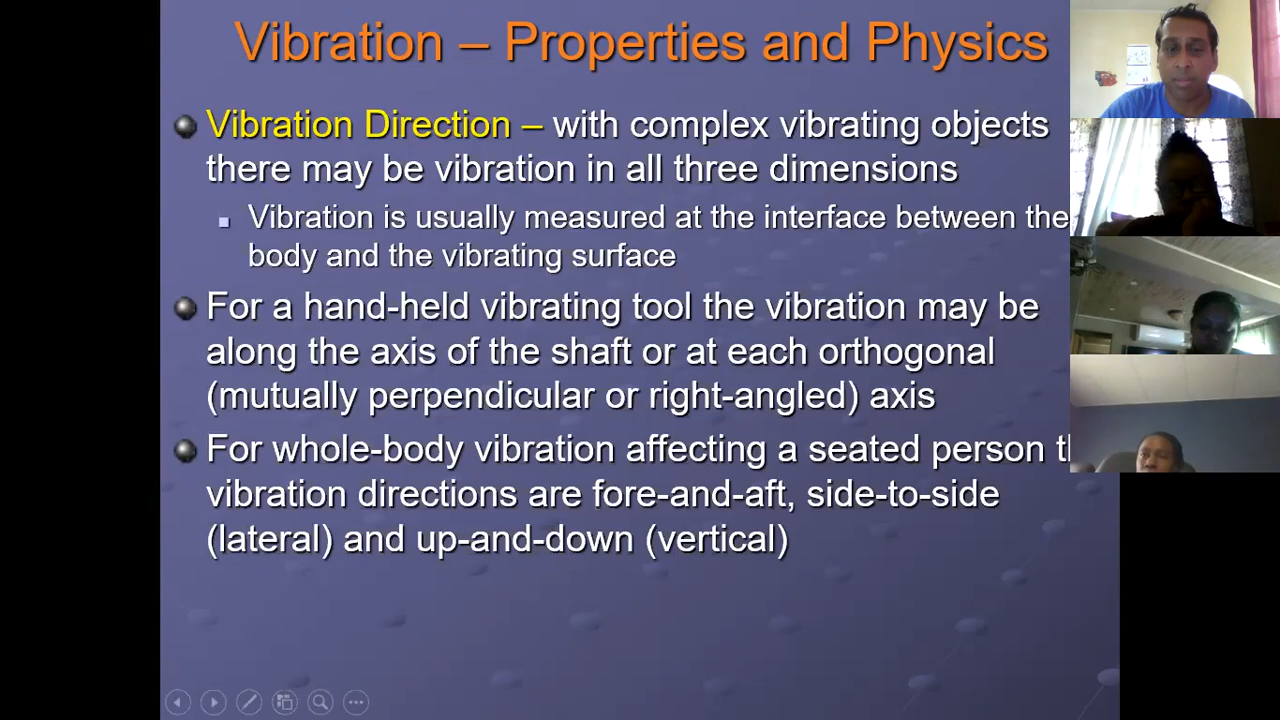 Vibration – Properties and Physics
Vibration Direction – with complex vibrating objects
there may be vibration in all three dimensions
Vibration is usually measured at the interface between the
body and the vibrating surface
For a hand-held vibrating tool the vibration may be
along the axis of the shaft or at each orthogonal
(mutually perpendicular or right-angled) axis
For whole-body vibration affecting a seated person
vibration directions are fore-and-aft, side-to-side
(lateral) and up-and-down (vertical)